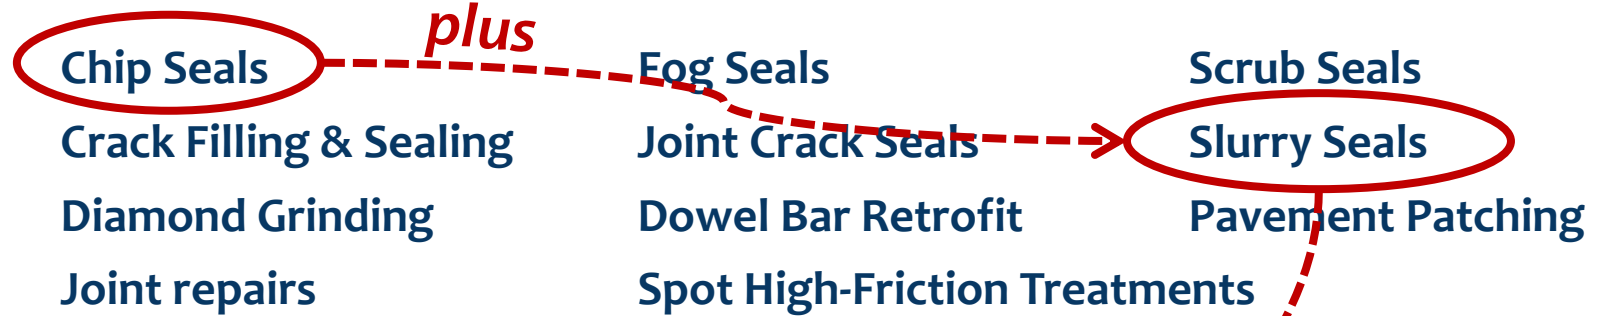 plus
Chip Seals Fog Seals Scrub Seals
Crack Filling & Sealing Joint Crack Seals Slurry Seals
Diamond Grinding Dowel Bar Retrofit Pavement Patching
Joint repairs Spot High-Friction Treatments